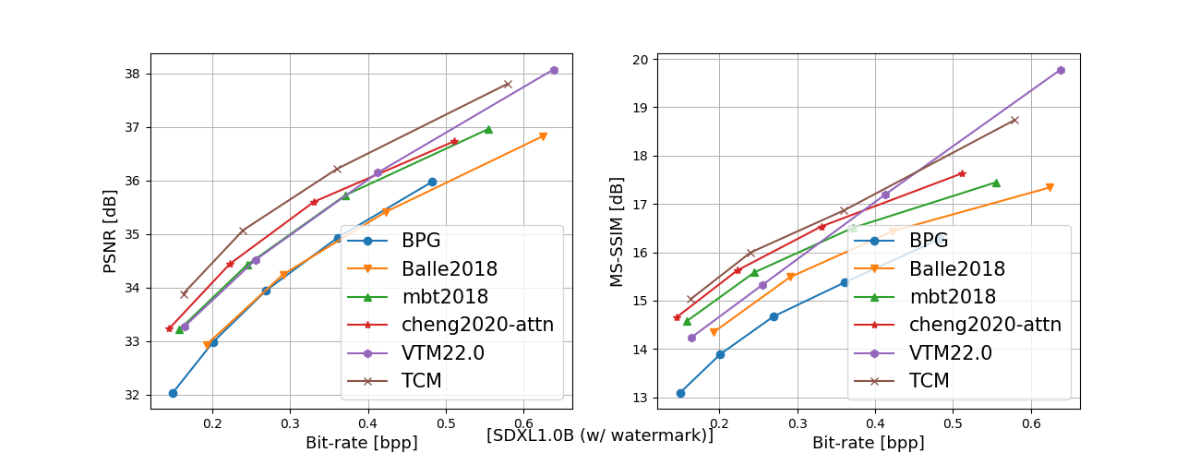 38
37
36
35
34
33
32
PSNR [dB]
BPG
Balle2018
mbt2018
cheng2020-attn
VTM22.0
TCM
0.2 0.3 0.4 0.5 0.6
Bit-rate [bpp]
20
19
18
17
16
15
14
13
MS-SSIM [dB]
BPG
Balle2018
mbt2018
cheng2020-attn
VTM22.0
TCM
0.2 0.3 0.4 0.5 0.6
Bit-rate [bpp]
[SDXL1.0B (w/ watermark)]